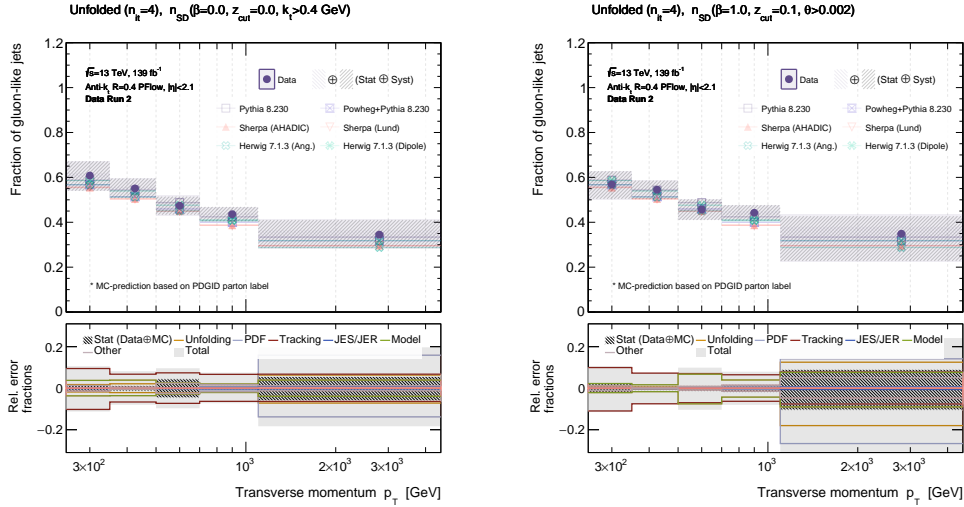 Unfolded (n_it=4), n_SD(β=0.0, z_cut=0.0, k_t>0.4 GeV)
Fraction of gluon-like jets
1.2
1
0.8
0.6
0.4
0.2
0
√s=13 TeV, 139 fb⁻¹
Anti-k_t R=0.4 PFlow, |η|<2.1
Data Run 2
Data
⊕ (Stat ⊕ Syst)
Pythia 8.230
Powheg+Pythia 8.230
Sherpa (AHADIC)
Sherpa (Lund)
Herwig 7.1.3 (Ang.)
Herwig 7.1.3 (Dipole)
* MC-prediction based on PDGID parton label
Rel. error
fractions
0.2
0
−0.2
Stat (Data⊕MC) Unfolding PDF Tracking JES/JER Model
Other Total
3×10² 10³ 2×10³ 3×10³
Transverse momentum p_T [GeV]
Unfolded (n_it=4), n_SD(β=1.0, z_cut=0.1, θ>0.002)
Fraction of gluon-like jets
1.2
1
0.8
0.6
0.4
0.2
0
√s=13 TeV, 139 fb⁻¹
Anti-k_t R=0.4 PFlow, |η|<2.1
Data Run 2
Data
⊕ (Stat ⊕ Syst)
Pythia 8.230
Powheg+Pythia 8.230
Sherpa (AHADIC)
Sherpa (Lund)
Herwig 7.1.3 (Ang.)
Herwig 7.1.3 (Dipole)
* MC-prediction based on PDGID parton label
Rel. error
fractions
0.2
0
−0.2
Stat (Data⊕MC) Unfolding PDF Tracking JES/JER Model
Other Total
3×10² 10³ 2×10³ 3×10³
Transverse momentum p_T [GeV]